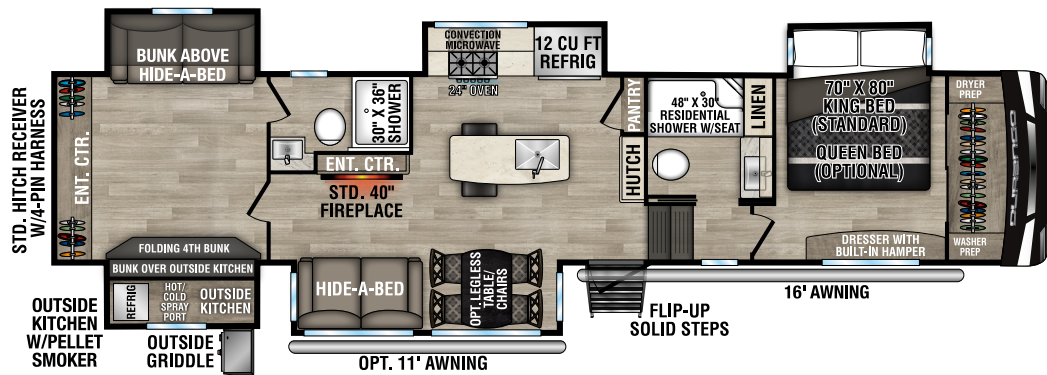 STD. HITCH RECEIVER
W/4-PIN HARNESS
ENT. CTR.
BUNK ABOVE
HIDE-A-BED
30" X 36"
SHOWER
ENT. CTR.
STD. 40"
FIREPLACE
CONVECTION
MICROWAVE
24" OVEN
12 CU FT
REFRIG
PANTRY
HUTCH
48" X 30"
RESIDENTIAL
SHOWER W/SEAT
LINEN
70" X 80"
KING BED
(STANDARD)
QUEEN BED
(OPTIONAL)
DRYER
PREP
WASHER
PREP
DURANGO
DRESSER WITH
BUILT-IN HAMPER
FOLDING 4TH BUNK
BUNK OVER OUTSIDE KITCHEN
REFRIG
HOT/
COLD
SPRAY
PORT
OUTSIDE
KITCHEN
OUTSIDE
KITCHEN
W/PELLET
SMOKER
OUTSIDE
GRIDDLE
HIDE-A-BED
OPT. LEGLESS
TABLE/
CHAIRS
OPT. 11' AWNING
FLIP-UP
SOLID STEPS
16' AWNING